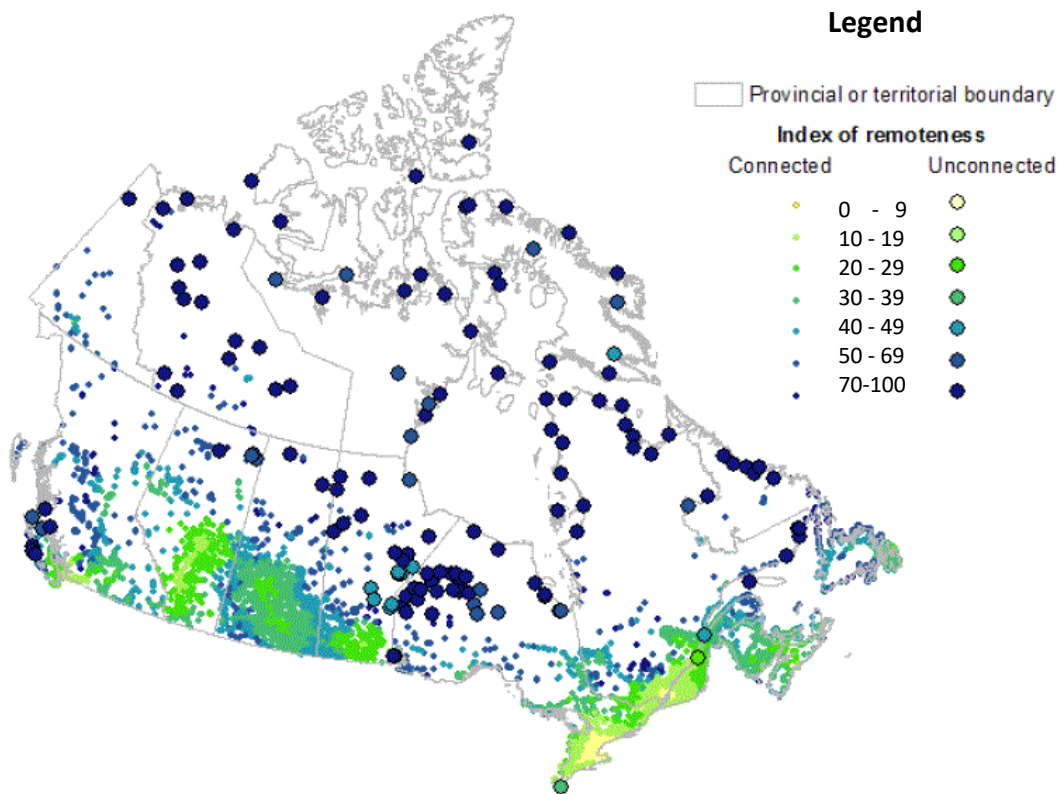 Legend
Provincial or territorial boundary
Index of remoteness
Connected Unconnected
0 - 9
10 - 19
20 - 29
30 - 39
40 - 49
50 - 69
70-100